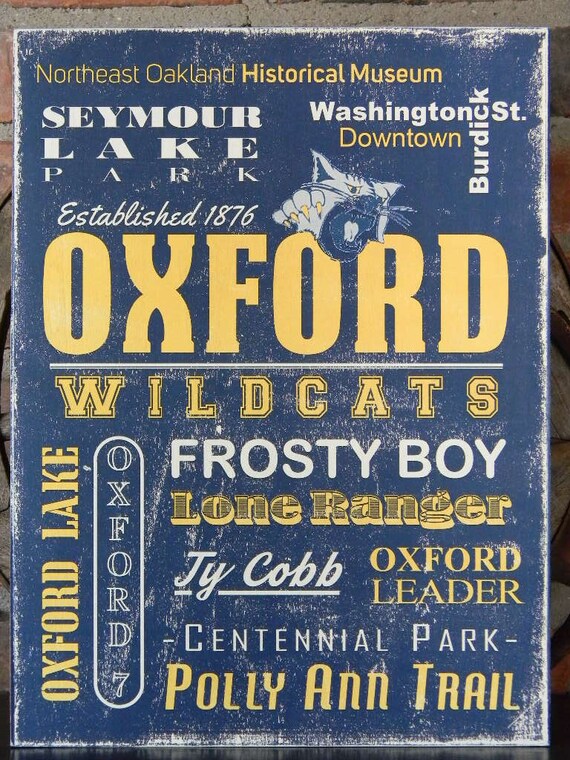 Northeast Oakland Historical Museum
SEYMOUR
LAKE
PARK
Washington St.
Downtown
Burdick
Established 1876
OXFORD
WILDCATS
OXFORD LAKE
OXFORD 7
FROSTY BOY
Lone Ranger
Ty Cobb
OXFORD
LEADER
-CENTENNIAL PARK-
POLLY ANN TRAIL